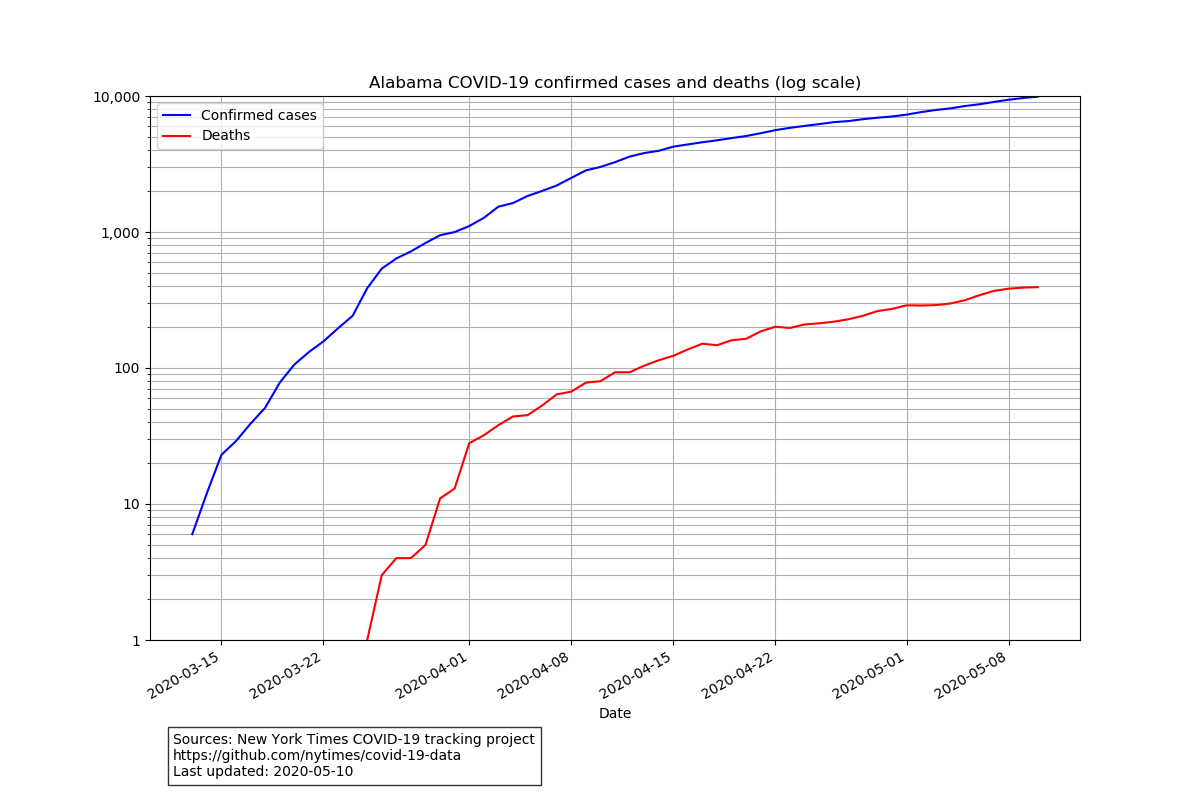 Alabama COVID-19 confirmed cases and deaths (log scale)
10,000
1,000
100
10
1
Confirmed cases
Deaths
2020-03-15
2020-03-22
2020-04-01
2020-04-08
2020-04-15
2020-04-22
2020-05-01
2020-05-08
Date
Sources: New York Times COVID-19 tracking project
https://github.com/nytimes/covid-19-data
Last updated: 2020-05-10